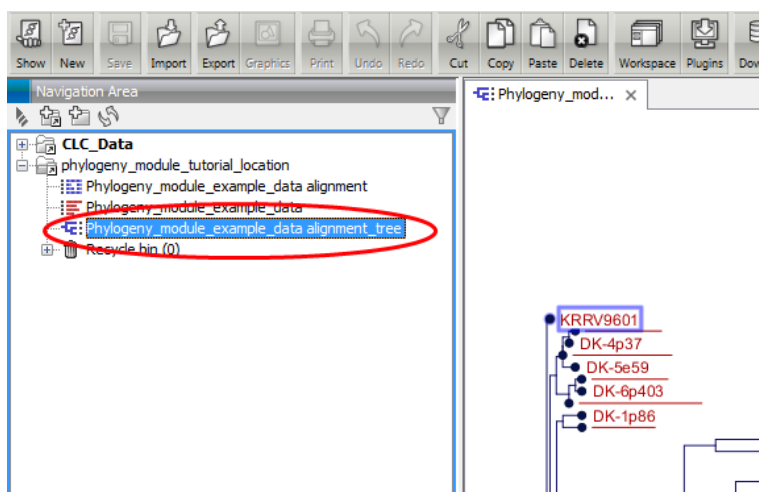 Show New Save Import Export Graphics Print Undo Redo Cut Copy Paste Delete Workspace Plugins
Navigation Area
Phylogeny_mod...
CLC_Data
phylogeny_module_tutorial_location
Phylogeny_module_example_data alignment
Phylogeny_module_example_data
Phylogeny_module_example_data alignment_tree
Recycle bin (0)
KRRV9601
DK-4p37
DK-5e59
DK-6p403
DK-1p86